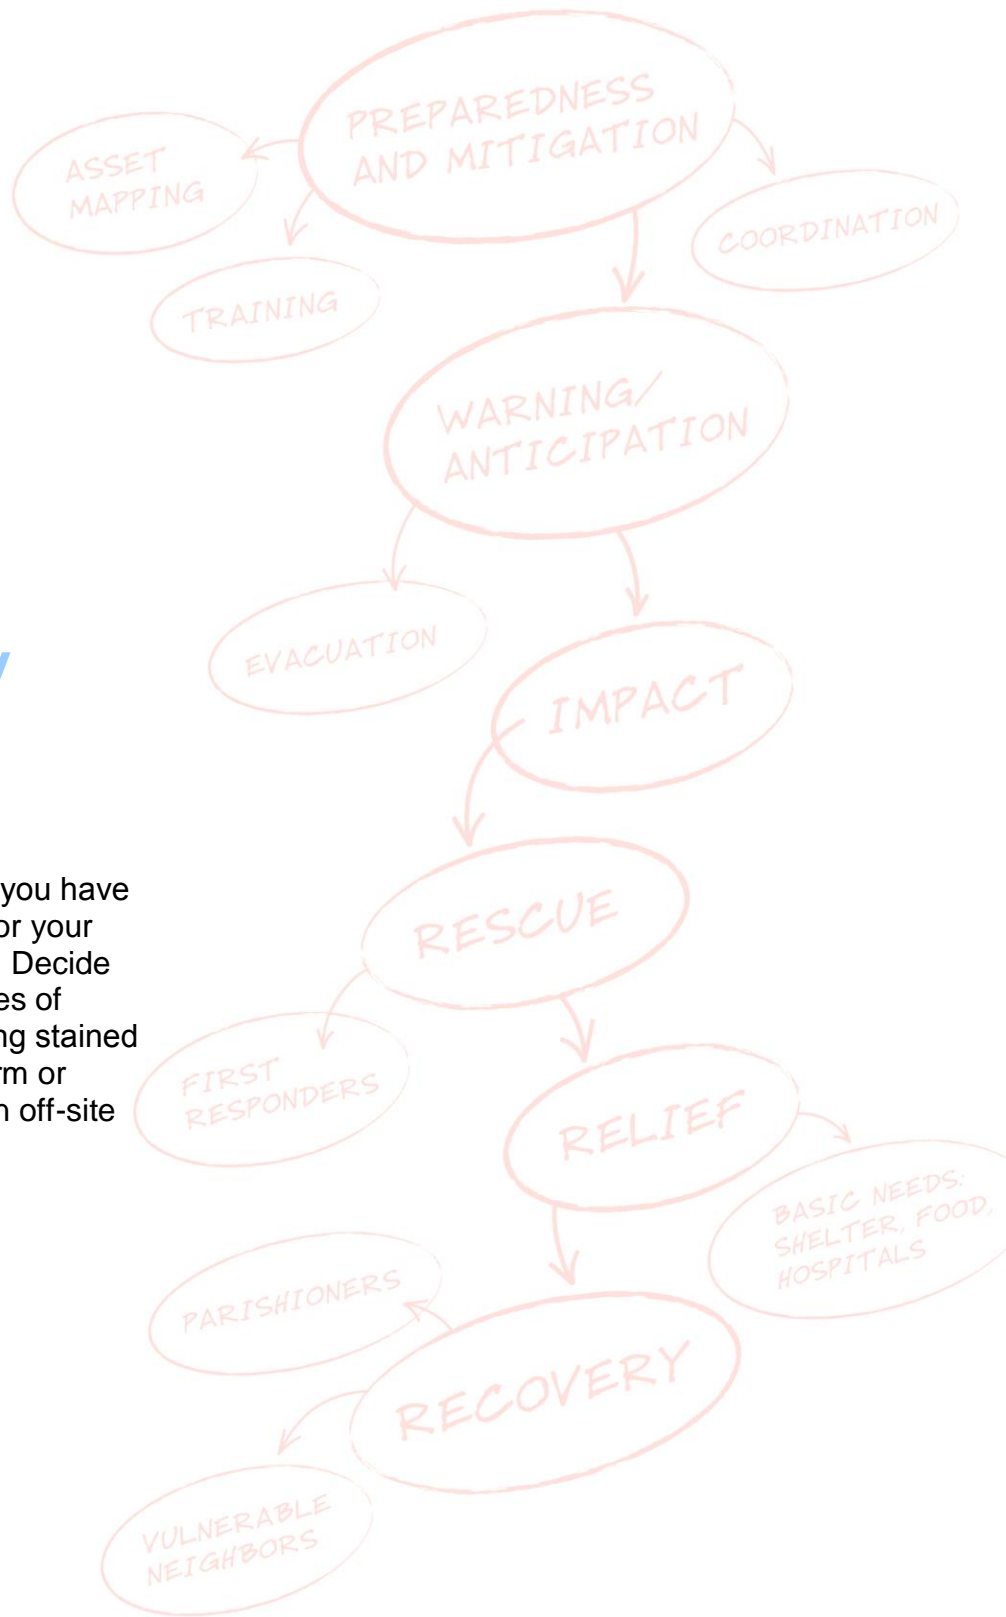 PREPAREDNESS
AND MITIGATION
ASSET
MAPPING
COORDINATION
TRAINING
WARNING/
ANTICIPATION
EVACUATION
IMPACT
you have
or your
Decide
es of
ng stained
rm or
n off-site
RESCUE
FIRST
RESPONDERS
RELIEF
BASIC NEEDS:
SHELTER, FOOD,
HOSPITALS
PARISHIONERS
RECOVERY
VULNERABLE
NEIGHBORS